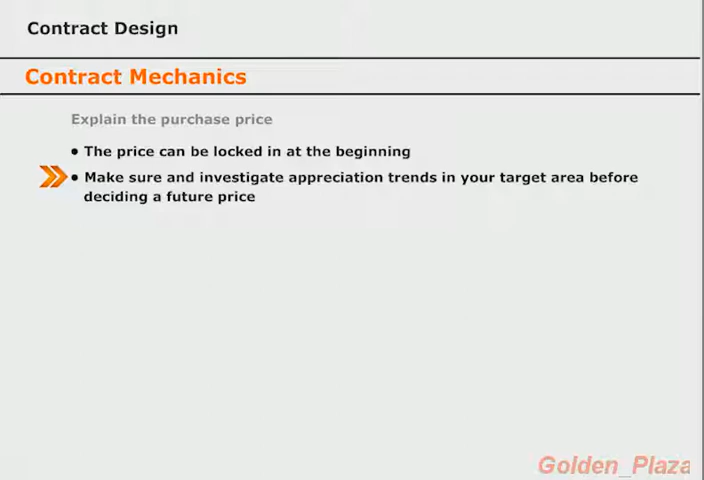 Contract Design
Contract Mechanics
Explain the purchase price
• The price can be locked in at the beginning
• Make sure and investigate appreciation trends in your target area before
deciding a future price
Golden_Plaza